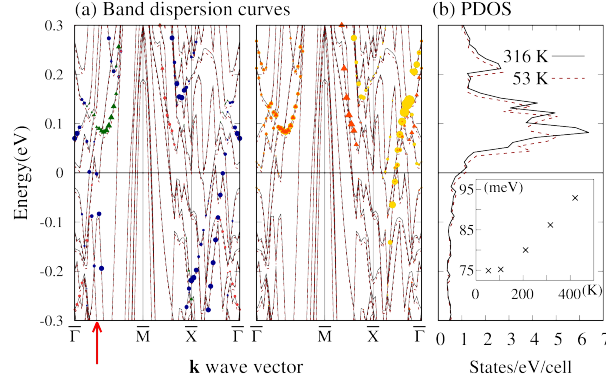 (a) Band dispersion curves
(b) PDOS
Energy(eV)
0.3
0.2
0.1
0
-0.1
-0.2
-0.3
Γ M X Γ
Γ M X Γ
k wave vector
316 K
53 K
(meV)
95
85
75
0 200 400 (K)
0 1 2 3 4 5 6 7
States/eV/cell